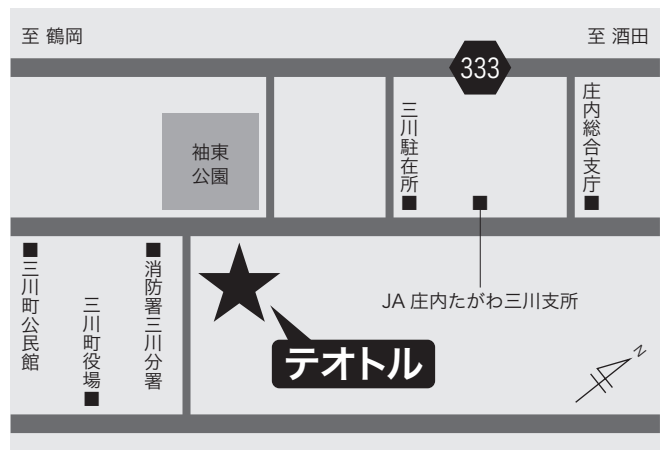 至 鶴岡
至 酒田
333
三川駐在所
庄内総合支庁
袖東
公園
三川町公民館
三川町役場
消防署三川分署
JA 庄内たがわ三川支所
テオトル
N